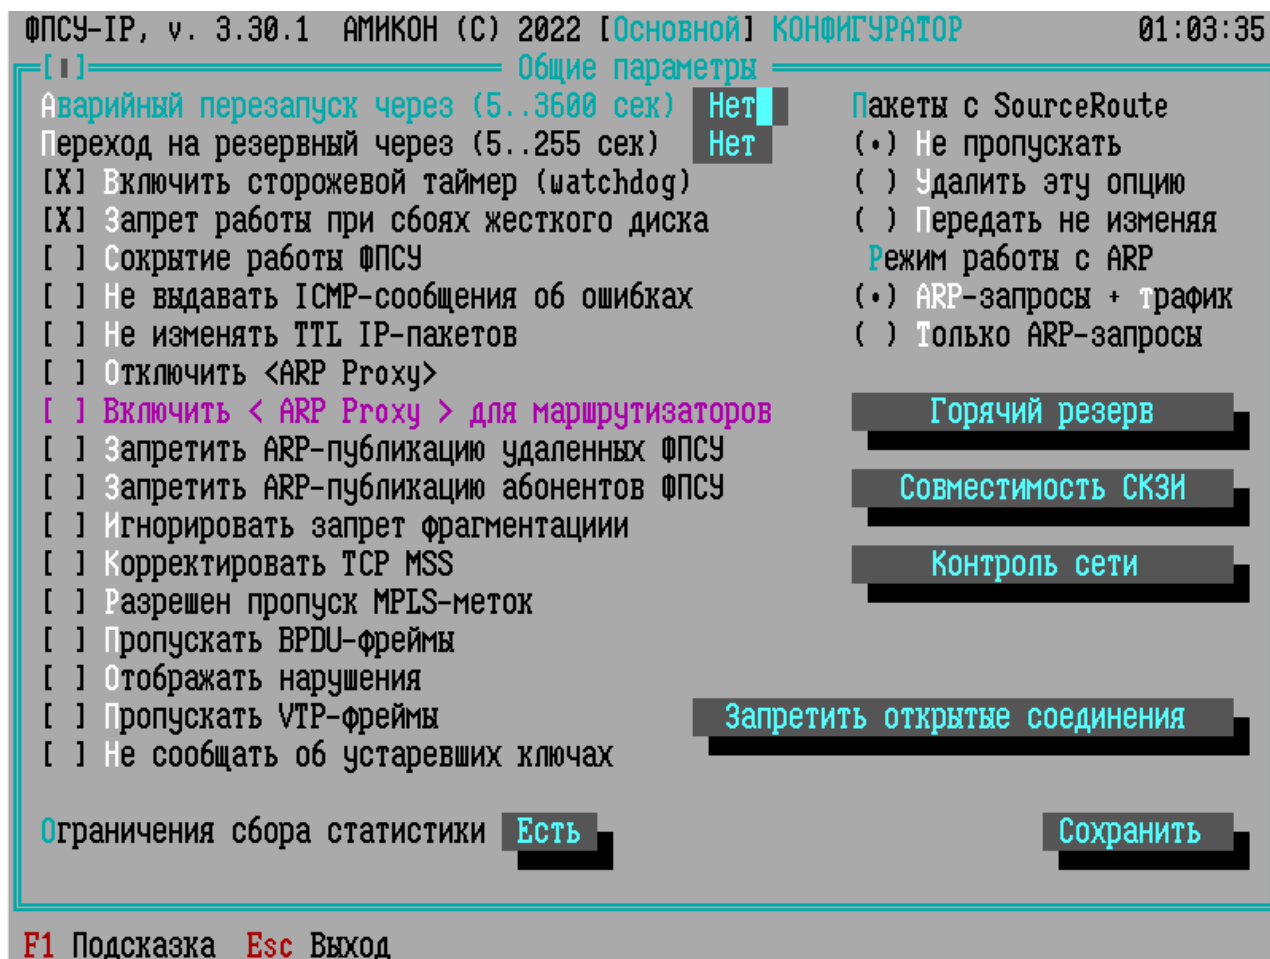 ФПСУ-IP, v. 3.30.1 АМИКОН (C) 2022 [Основной] КОНФИГУРАТОР 01:03:35
Общие параметры
Аварийный перезапуск через (5..3600 сек) Нет
Переход на резервный через (5..255 сек) Нет
[X] Включить сторожевой таймер (watchdog)
[X] Запрет работы при сбоях жесткого диска
[ ] Сокрытие работы ФПСУ
[ ] Не выдавать ICMP-сообщения об ошибках
[ ] Не изменять TTL IP-пакетов
[ ] Отключить <ARP Proxy>
[ ] Включить < ARP Proxy > для маршрутизаторов
[ ] Запретить ARP-публикацию удаленных ФПСУ
[ ] Запретить ARP-публикацию абонентов ФПСУ
[ ] Игнорировать запрет фрагментациии
[ ] Корректировать TCP MSS
[ ] Разрешен пропуск MPLS-меток
[ ] Пропускать BPDU-фреймы
[ ] Отображать нарушения
[ ] Пропускать VTP-фреймы
[ ] Не сообщать об устаревших ключах
Пакеты с SourceRoute
(•) Не пропускать
( ) Удалить эту опцию
( ) Передать не изменяя
Режим работы с ARP
(•) ARP-запросы + трафик
( ) Только ARP-запросы
Горячий резерв
Совместимость СКЗИ
Контроль сети
Запретить открытые соединения
Ограничения сбора статистики Есть
Сохранить
F1 Подсказка Esc Выход